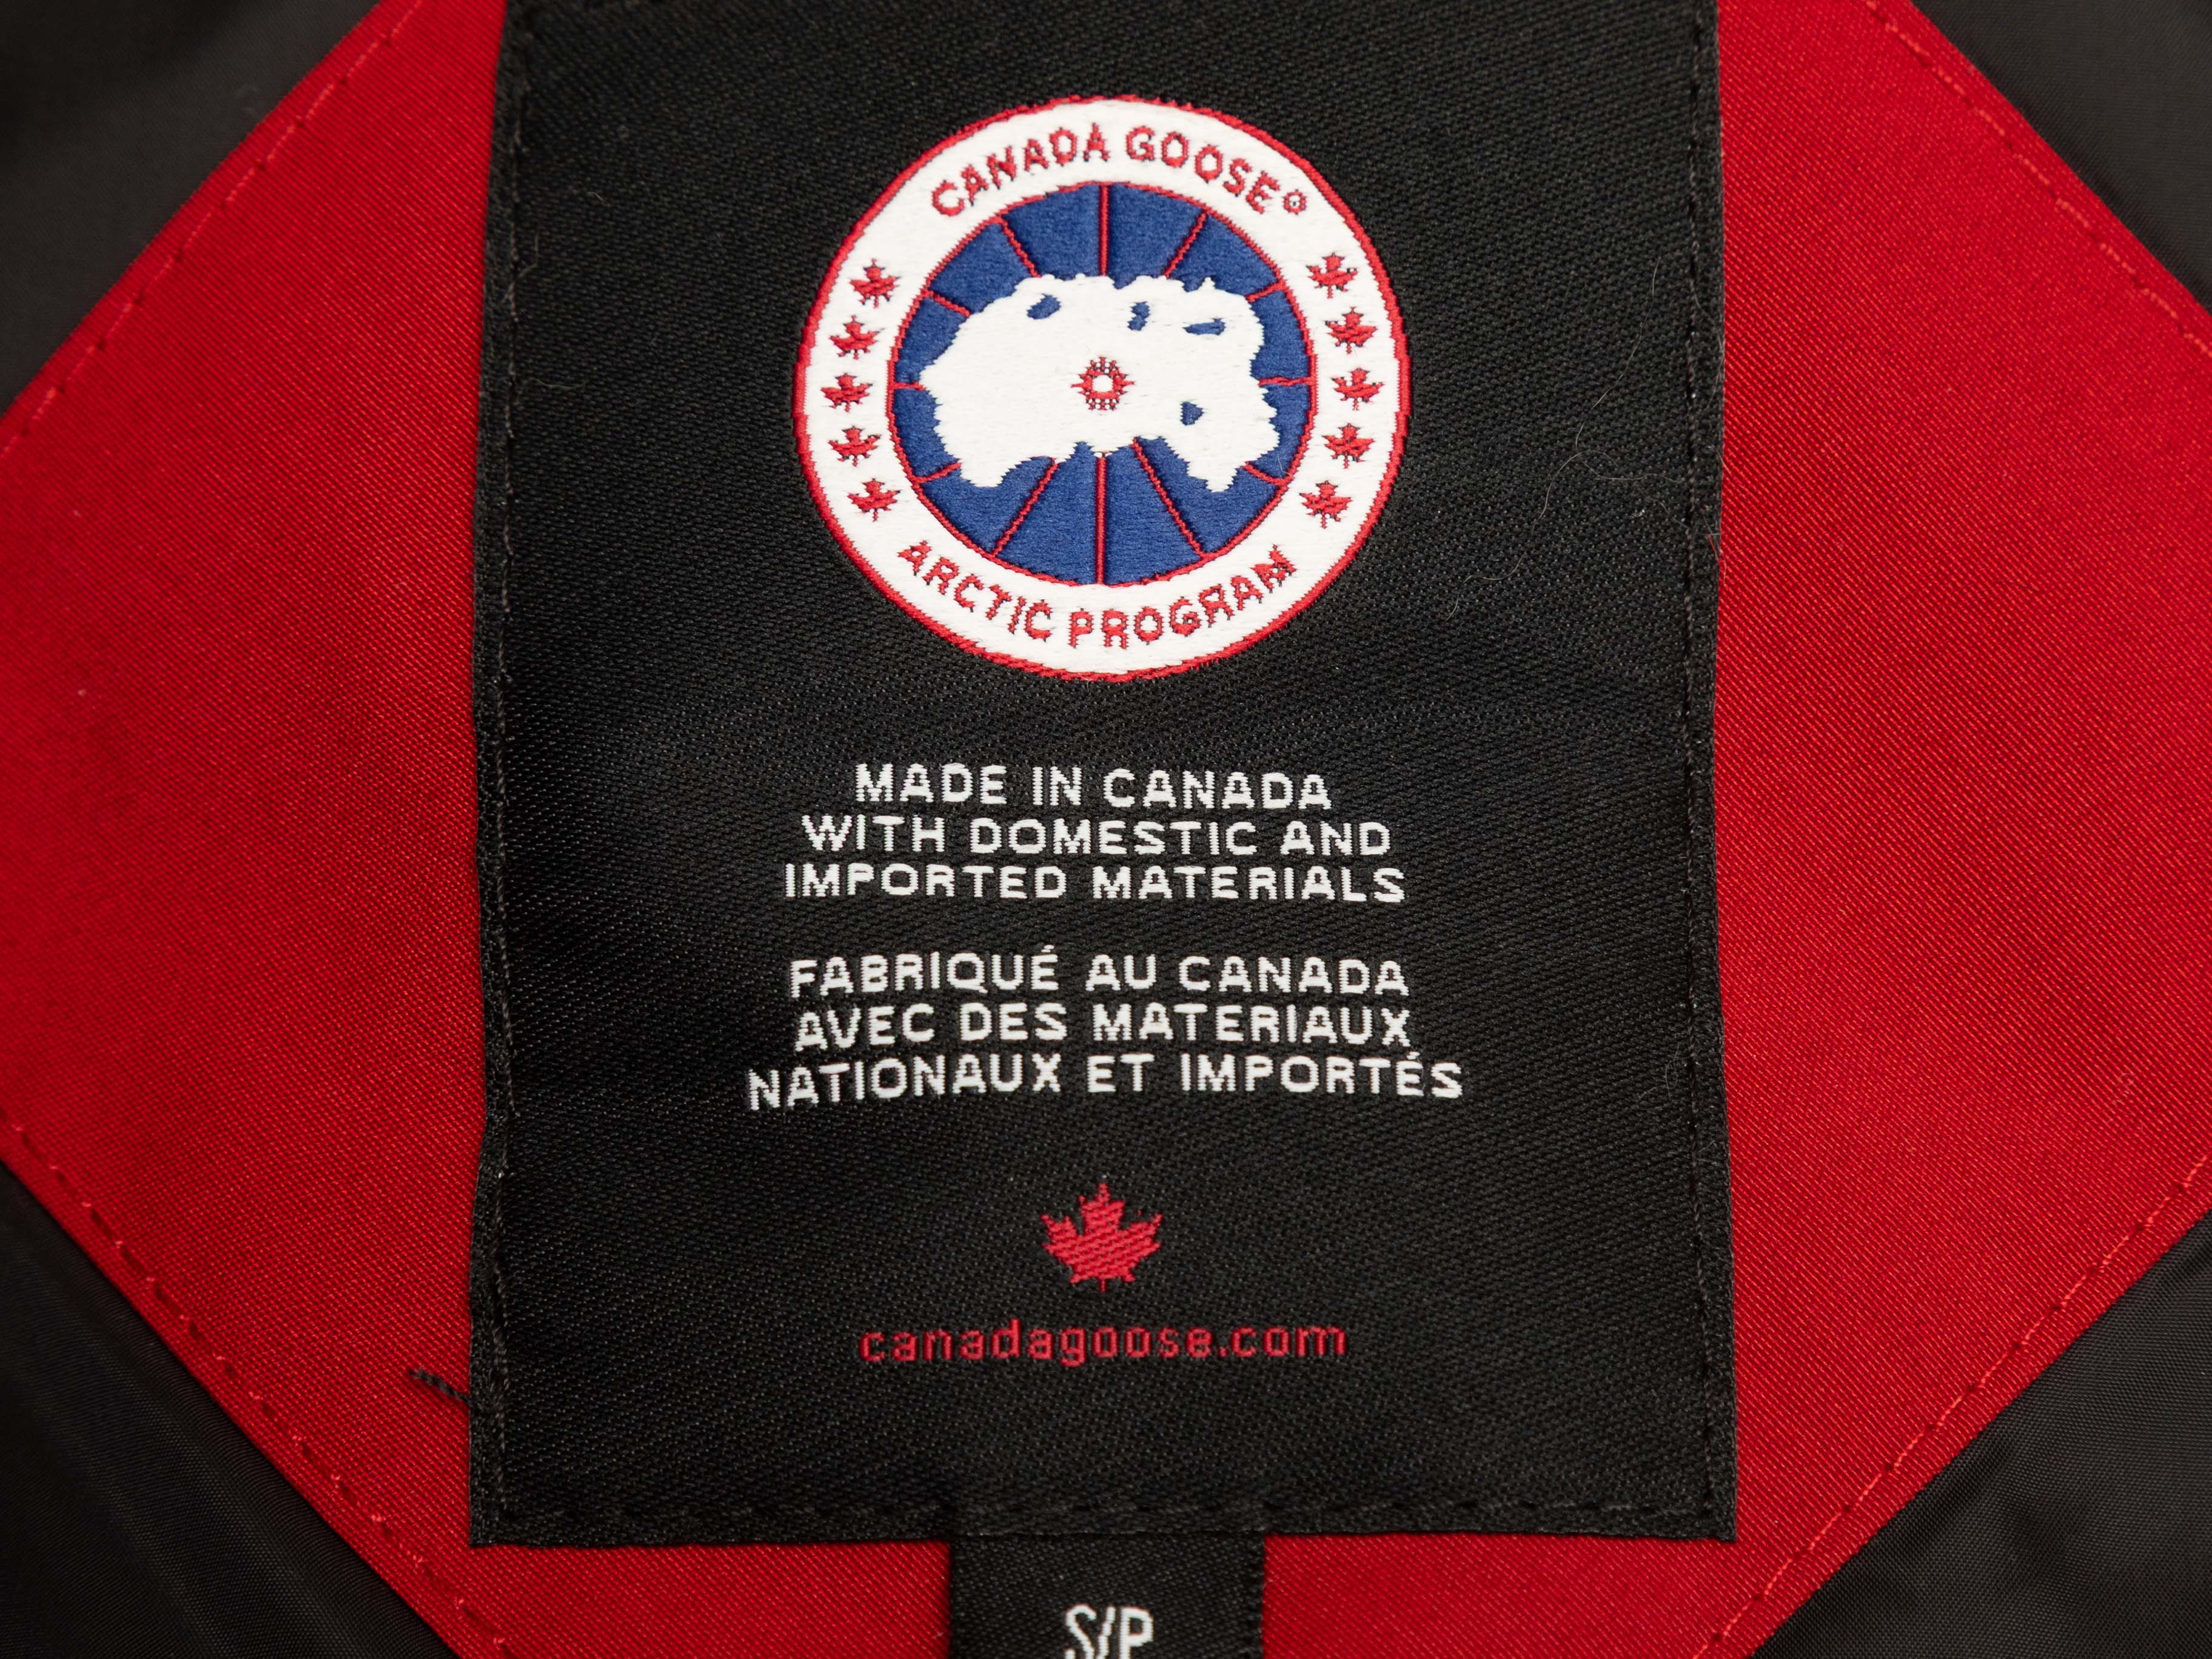 CANADA GOOSE®
ARCTIC PROGRAM
MADE IN CANADA
WITH DOMESTIC AND
IMPORTED MATERIALS
FABRIQUÉ AU CANADA
AVEC DES MATERIAUX
NATIONAUX ET IMPORTÉS
canadagoose.com
S/P